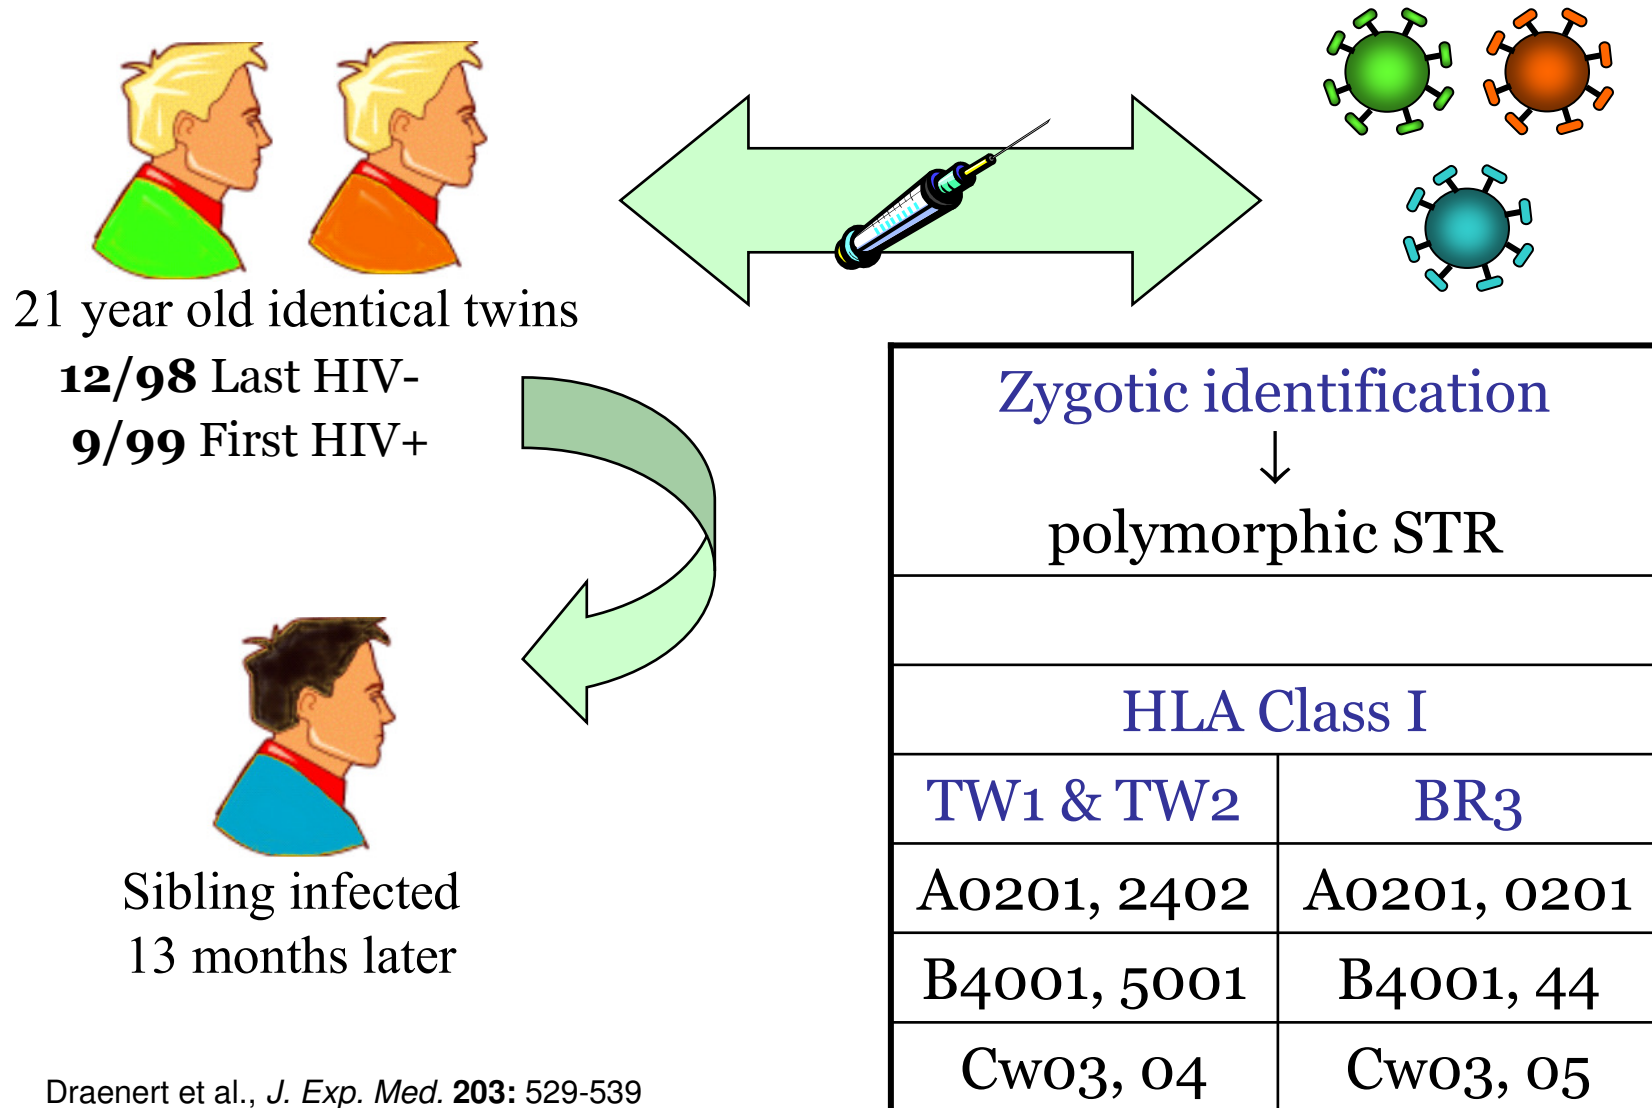 21 year old identical twins
12/98 Last HIV-
9/99 First HIV+
Sibling infected
13 months later
Draenert et al., J. Exp. Med. 203: 529-539
Zygotic identification
↓
polymorphic STR
HLA Class I
TW1 & TW2 BR3
A0201, 2402 A0201, 0201
B4001, 5001 B4001, 44
Cw03, 04 Cw03, 05